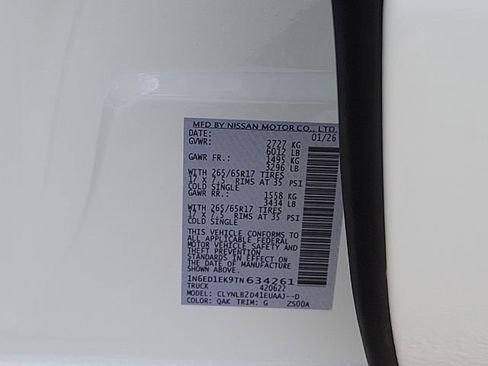 MFD BY NISSAN MOTOR CO., LTD.
DATE: 01/26
GVWR: 2727 KG
6012 LB
GAWR FR.: 1495 KG
3296 LB
WITH 265/65R17 TIRES
17 X 7.5 RIMS AT 35 PSI
COLD SINGLE
GAWR RR.: 1558 KG
3434 LB
WITH 265/65R17 TIRES
17 X 7.5 RIMS AT 35 PSI
COLD SINGLE
THIS VEHICLE CONFORMS TO
ALL APPLICABLE FEDERAL
MOTOR VEHICLE SAFETY AND
THEFT PREVENTION
STANDARDS IN EFFECT ON
THE DATE OF MANUFACTURE
SHOWN ABOVE.
1N6ED1EK9TN634261
TRUCK 420622
MODEL: CLYNLBZD41EUAAJ--D
COLOR: QAK TRIM: G ZS00A